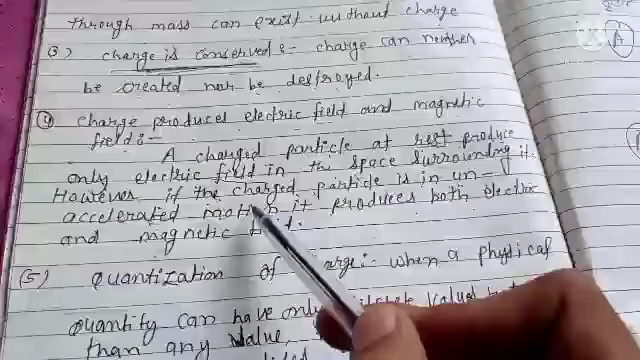 through mass can exist without charge
(3) charge is conserved :- charge can neither
be created nor be destroyed.
(4) charge produces electric field and magnetic
field :-
A charged particle at rest produce
only electric field in the space surrounding it.
However if the charged particle is in un-
accelerated motion it produces both electric
and magnetic
(5) quantization of charge :- when a physical
quantity can have only value
than any value,